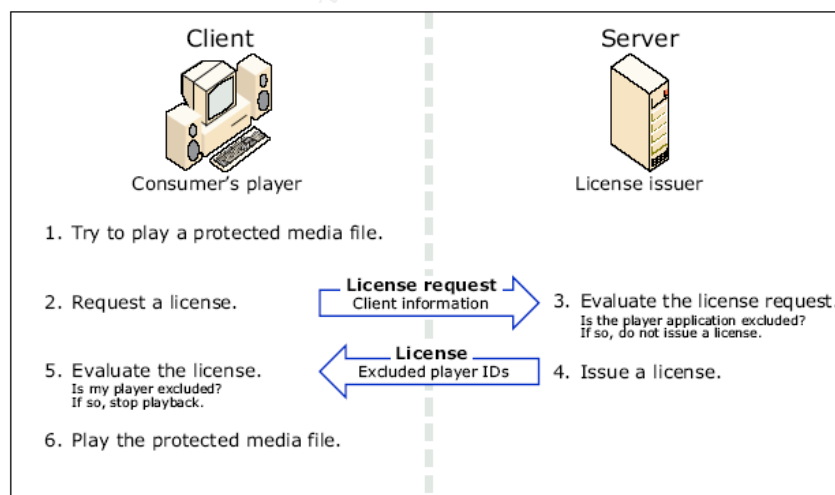 Client
Server
Consumer's player
License issuer
1. Try to play a protected media file.
License request
2. Request a license.
Client information
3. Evaluate the license request.
Is the player application excluded?
If so, do not issue a license.
License
5. Evaluate the license.
Excluded player IDs
4. Issue a license.
Is my player excluded?
If so, stop playback.
6. Play the protected media file.